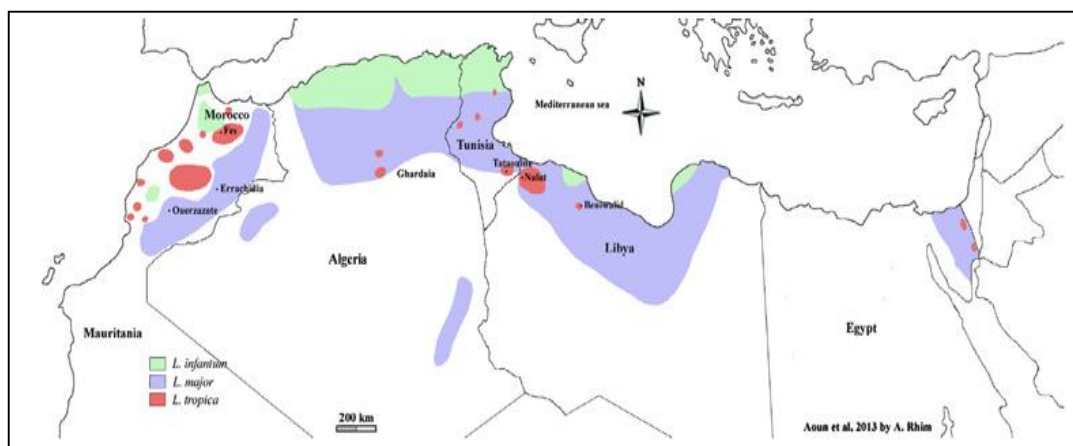 N
Mediterranean sea
Morocco
Fes
Tunisia
Tataouine
Ghardaia
Nalut
Errachidia
Ouerzazate
Beniwalid
Libya
Algeria
Mauritania
Egypt
L. infantum
L. major
L. tropica
200 km
Aoun et al, 2013 by A. Rhim